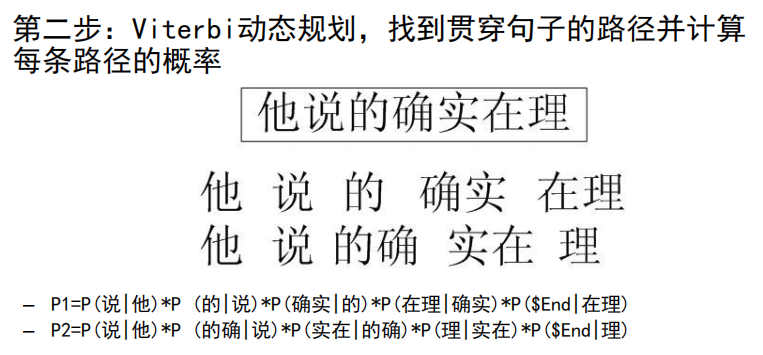 第二步：Viterbi动态规划，找到贯穿句子的路径并计算
每条路径的概率
他说的确实在理
他 说 的 确实 在理
他 说 的确 实在 理
– P1=P(说|他)*P (的|说)*P(确实|的)*P(在理|确实)*P($End|在理)
– P2=P(说|他)*P (的确|说)*P(实在|的确)*P(理|实在)*P($End|理)